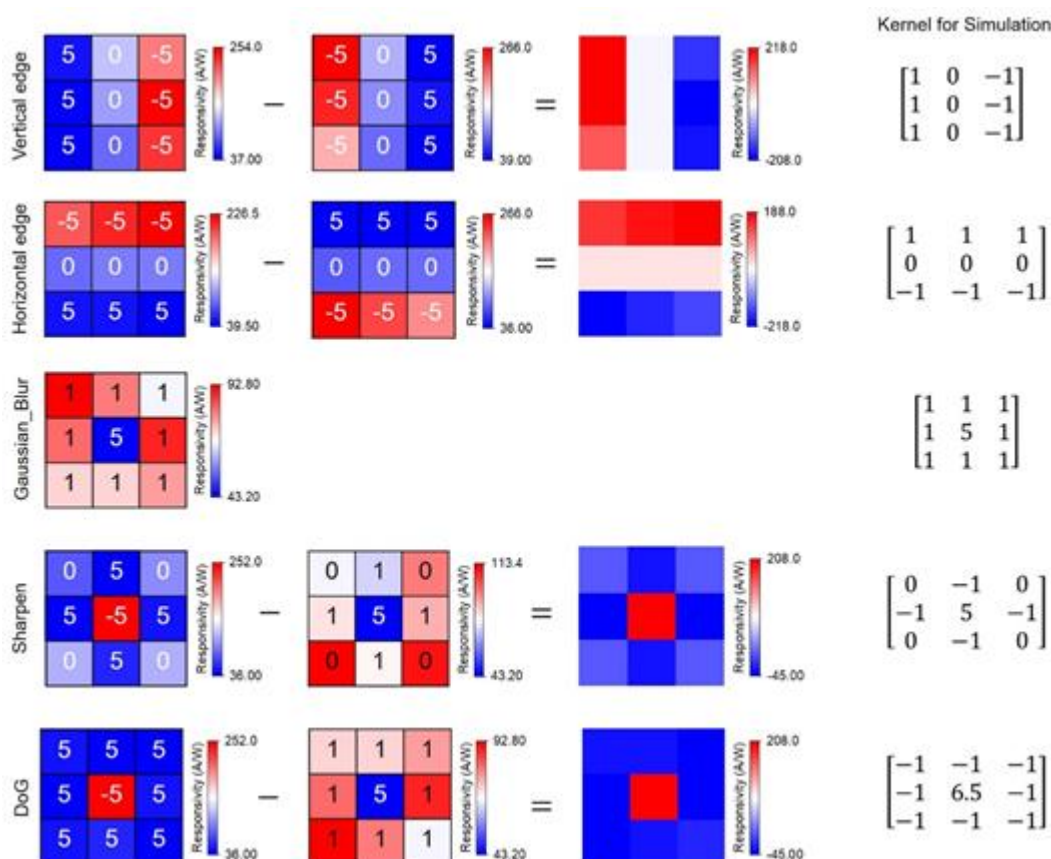 Kernel for Simulation
Vertical edge
5 0 -5
5 0 -5
5 0 -5
254.0
Responsivity (A/W)
37.00
−
-5 0 5
-5 0 5
-5 0 5
266.0
Responsivity (A/W)
39.00
=
218.0
Responsivity (A/W)
-208.0
1 0 −1
1 0 −1
1 0 −1
Horizontal edge
-5 -5 -5
0 0 0
5 5 5
226.5
Responsivity (A/W)
39.50
−
5 5 5
0 0 0
-5 -5 -5
266.0
Responsivity (A/W)
36.00
=
188.0
Responsivity (A/W)
-218.0
1 1 1
0 0 0
−1 −1 −1
Gaussian_Blur
1 1 1
1 5 1
1 1 1
92.80
Responsivity (A/W)
43.20
1 1 1
1 5 1
1 1 1
Sharpen
0 5 0
5 -5 5
0 5 0
252.0
Responsivity (A/W)
36.00
−
0 1 0
1 5 1
0 1 0
113.4
Responsivity (A/W)
43.20
=
208.0
Responsivity (A/W)
-45.00
0 −1 0
−1 5 −1
0 −1 0
DoG
5 5 5
5 -5 5
5 5 5
252.0
Responsivity (A/W)
36.00
−
1 1 1
1 5 1
1 1 1
92.80
Responsivity (A/W)
43.20
=
208.0
Responsivity (A/W)
-45.00
−1 −1 −1
−1 6.5 −1
−1 −1 −1